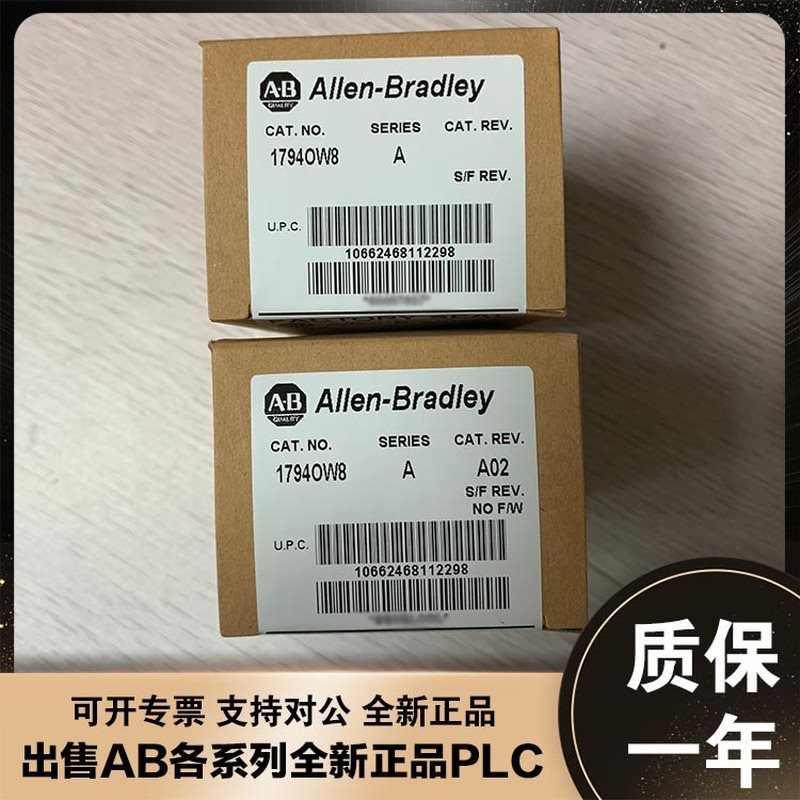 A·B
QUALITY
Allen-Bradley
CAT. NO. SERIES CAT. REV.
1794OW8 A
S/F REV.
U.P.C.
10662468112298
A·B
QUALITY
Allen-Bradley
CAT. NO. SERIES CAT. REV.
1794OW8 A A02
S/F REV.
NO F/W
U.P.C.
10662468112298
质保
一年
可开专票 支持对公 全新正品
出售AB各系列全新正品PLC